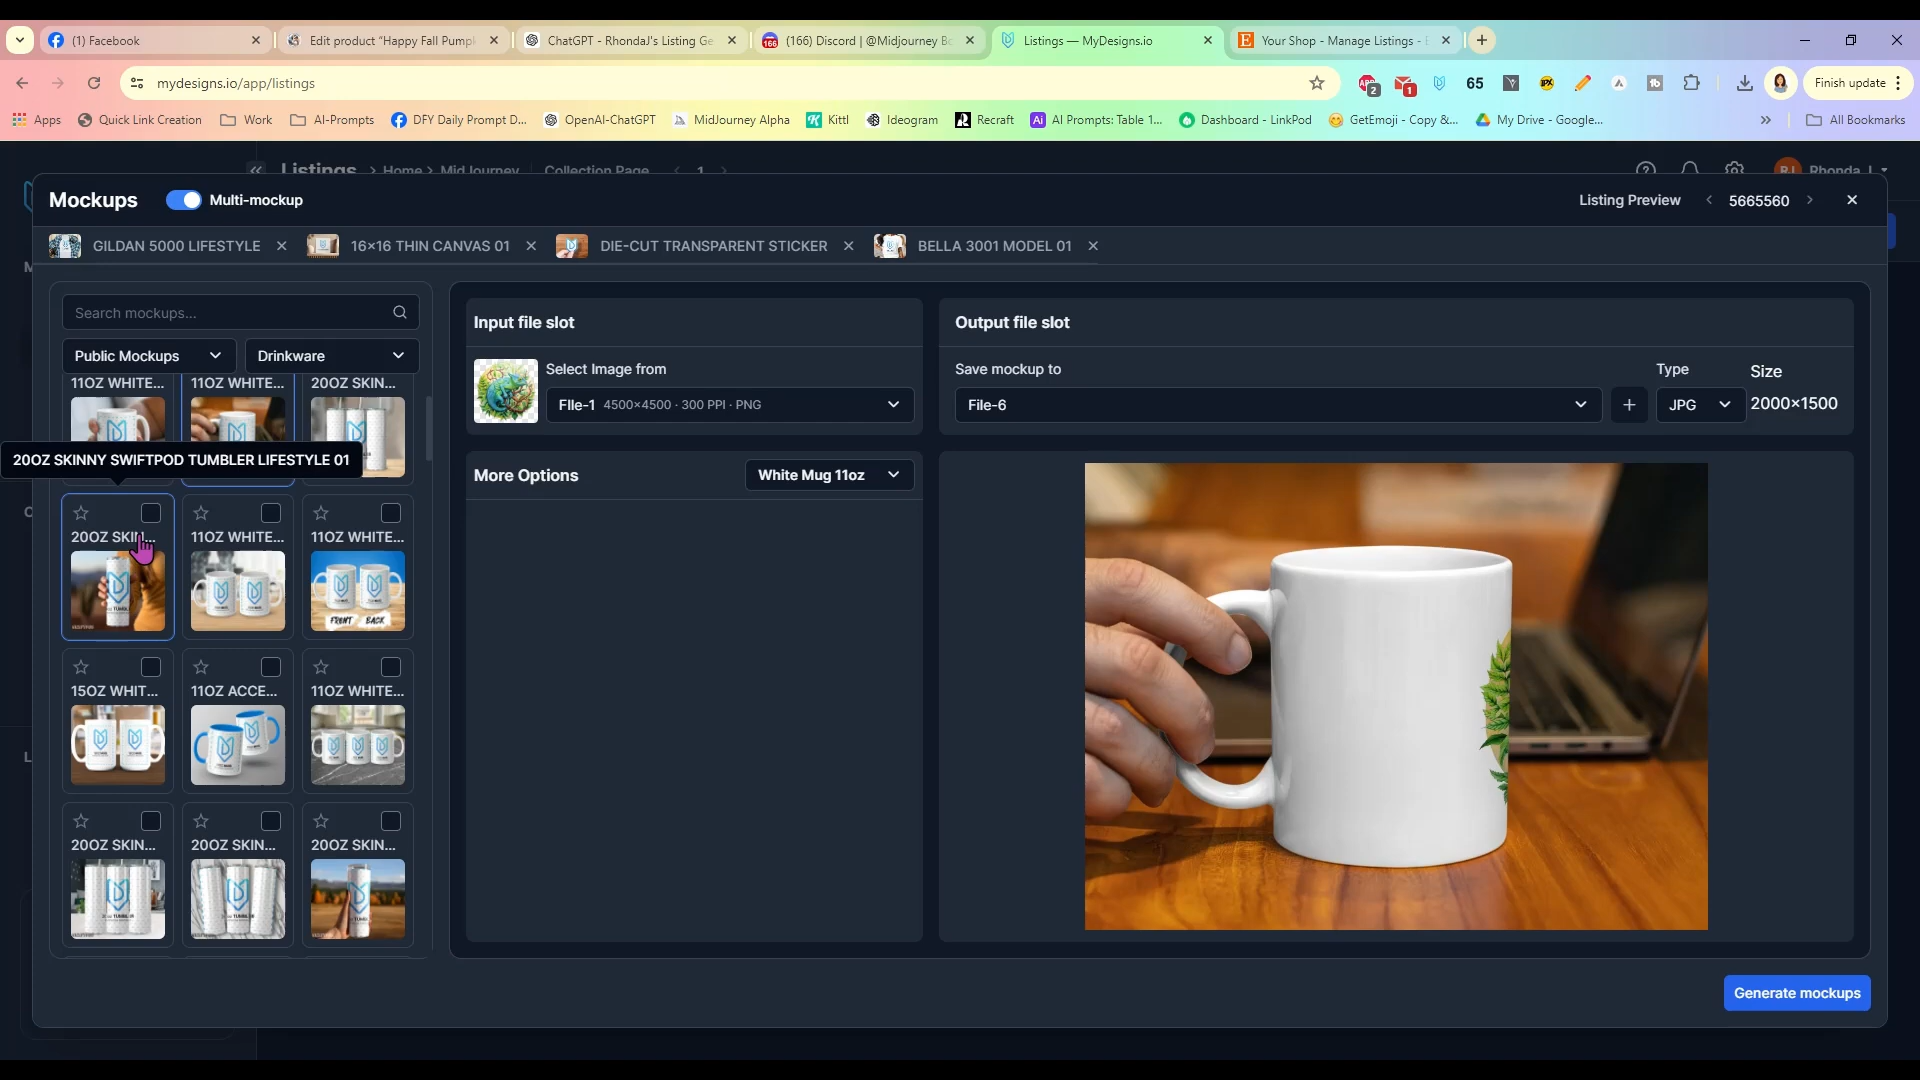 (1) Facebook
Edit product "Happy Fall Pump
ChatGPT - RhondaJ's Listing Ge
(166) Discord | @Midjourney Bo
Listings — MyDesigns.io
Your Shop - Manage Listings -
mydesigns.io/app/listings
65
Finish update
Apps
Quick Link Creation
Work
AI-Prompts
DFY Daily Prompt D...
OpenAI-ChatGPT
MidJourney Alpha
Kittl
Ideogram
Recraft
AI Prompts: Table 1...
Dashboard - LinkPod
GetEmoji - Copy &...
My Drive - Google...
All Bookmarks
Listings
Home > MidJourney
Collection Page
1
Rhonda J.
Mockups
Multi-mockup
Listing Preview
5665560
GILDAN 5000 LIFESTYLE
16×16 THIN CANVAS 01
DIE-CUT TRANSPARENT STICKER
BELLA 3001 MODEL 01
Search mockups...
Public Mockups
Drinkware
11OZ WHITE...
11OZ WHITE...
20OZ SKIN...
20OZ SKINNY SWIFTPOD TUMBLER LIFESTYLE 01
20OZ SKIN...
11OZ WHITE...
11OZ WHITE...
FRONT BACK
15OZ WHIT...
11OZ ACCE...
11OZ WHITE...
20OZ SKIN...
20OZ SKIN...
20OZ SKIN...
Input file slot
Select Image from
File-1 4500×4500 · 300 PPI · PNG
More Options
White Mug 11oz
Output file slot
Save mockup to
File-6
Type
JPG
Size
2000×1500
Generate mockups